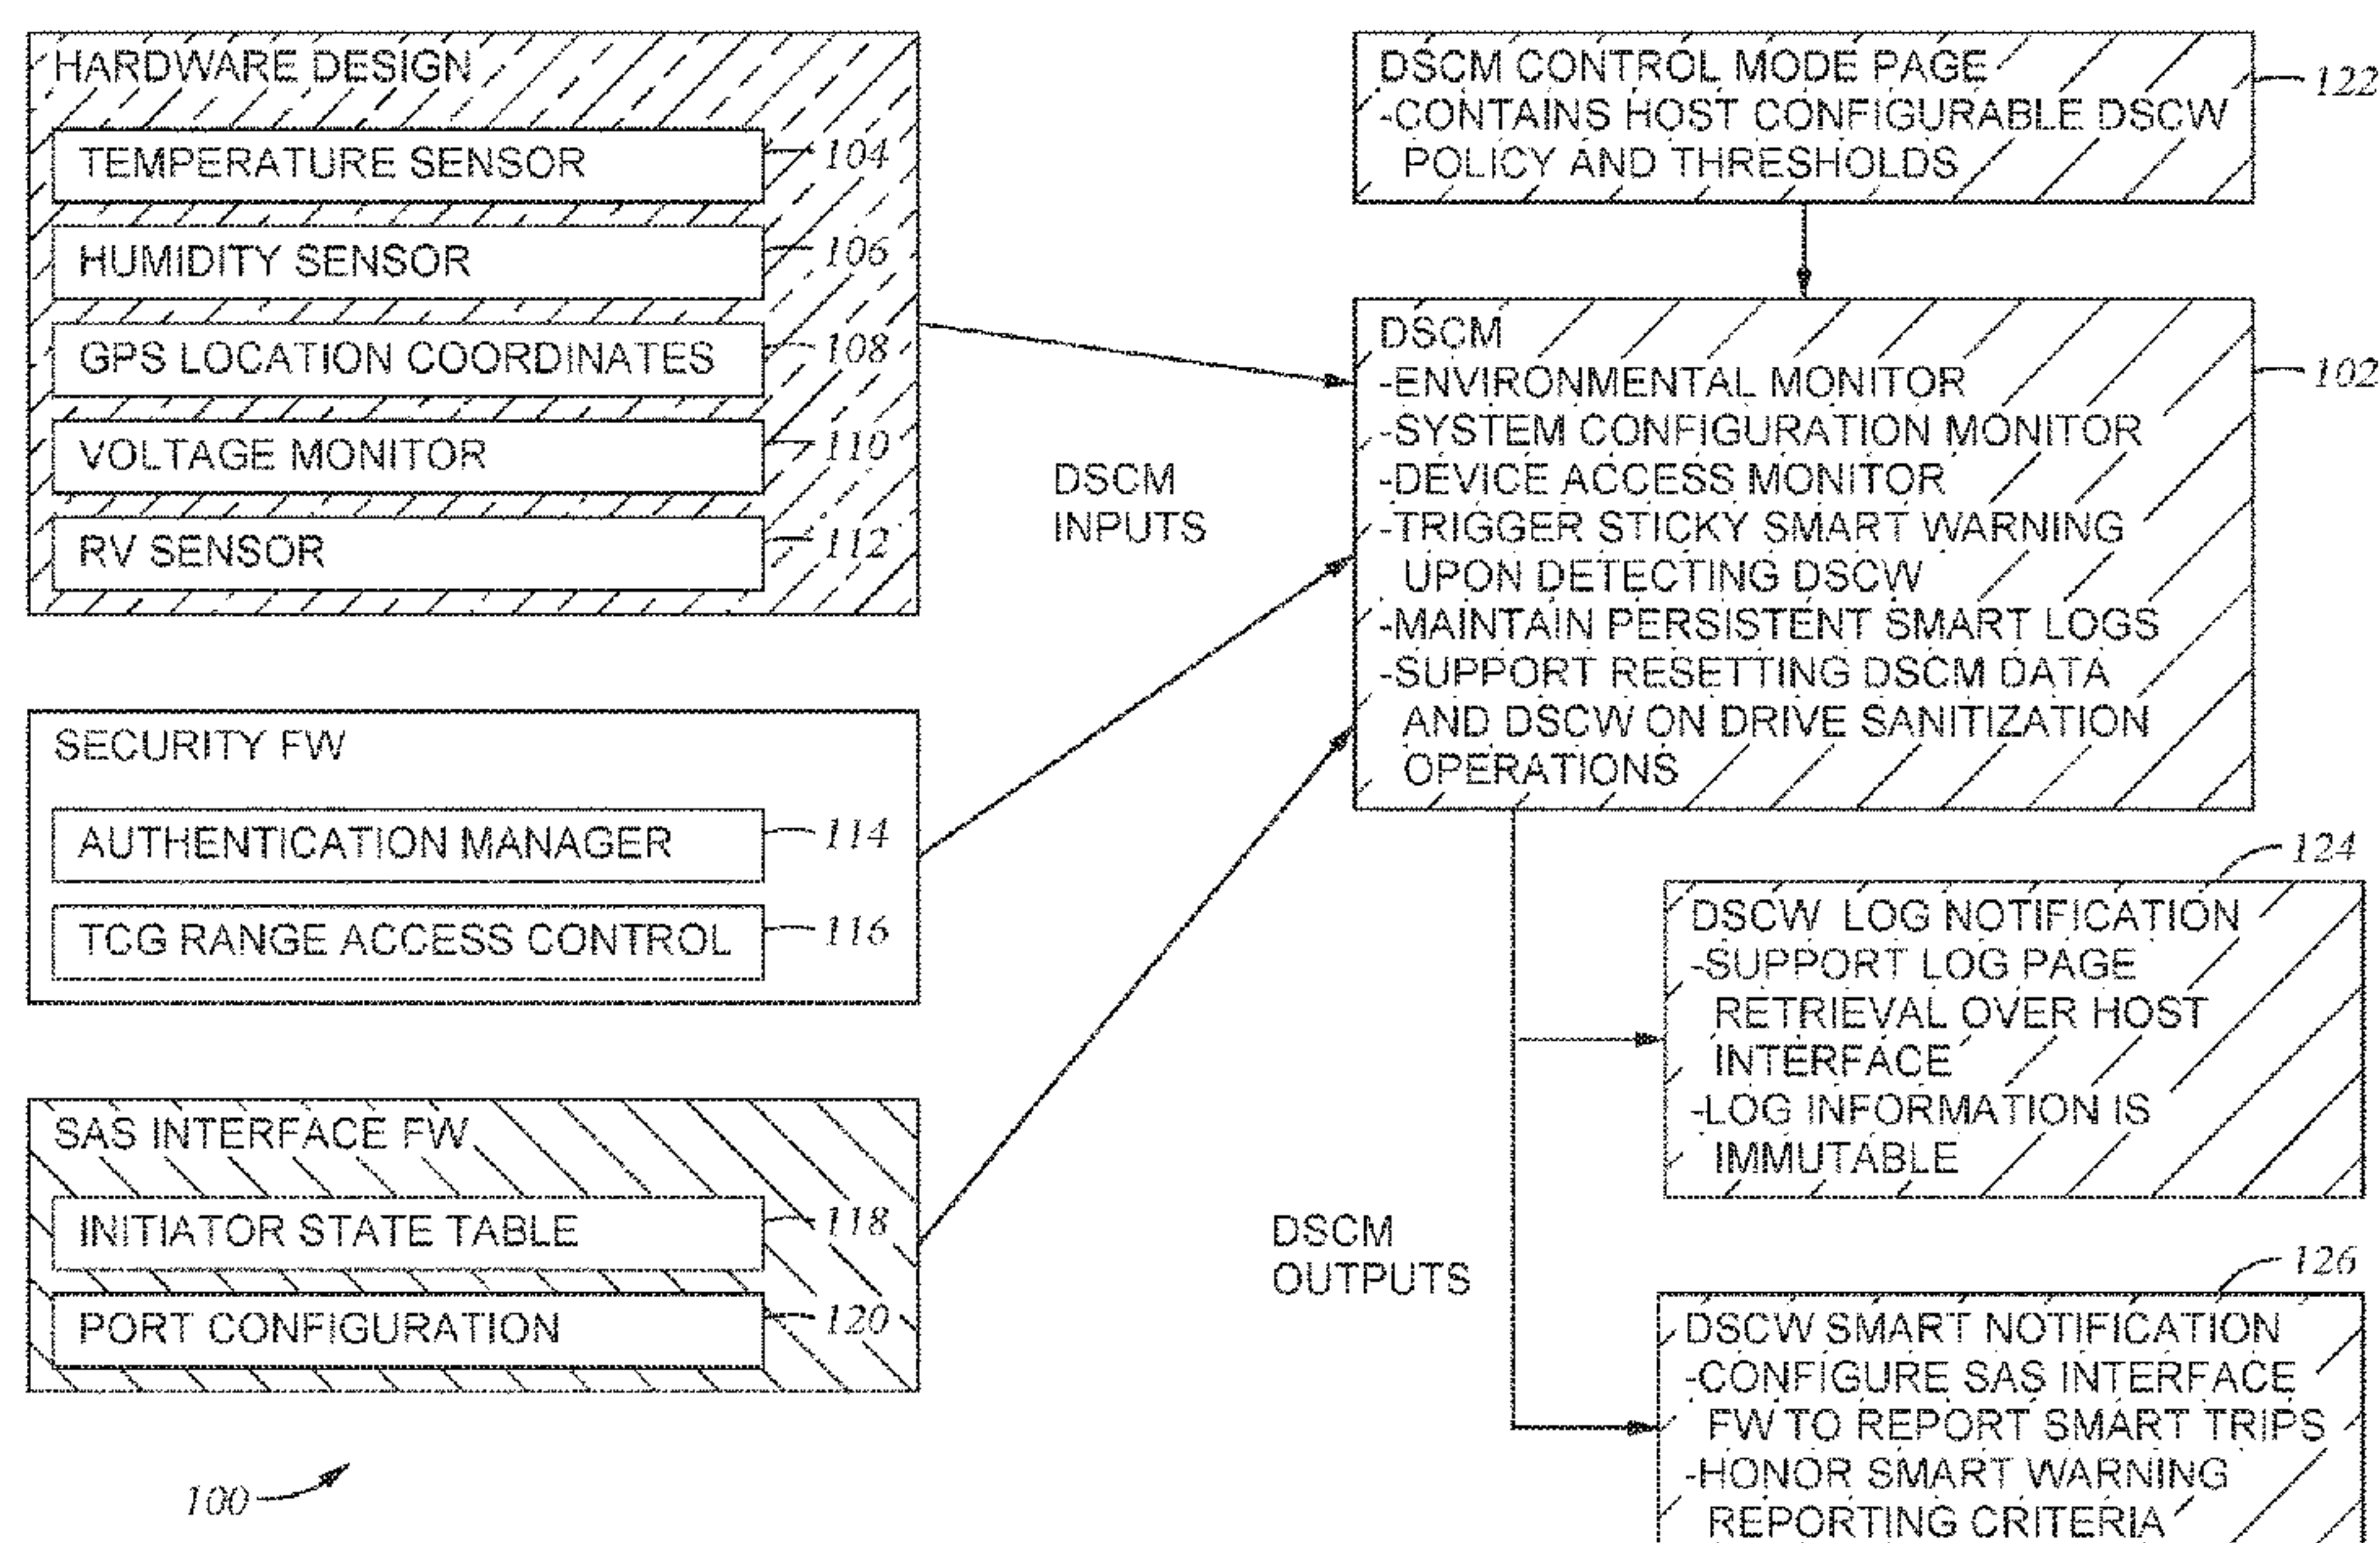 HARDWARE DESIGN
TEMPERATURE SENSOR
104
HUMIDITY SENSOR
106
GPS LOCATION COORDINATES
108
VOLTAGE MONITOR
110
RV SENSOR
112
SECURITY FW
AUTHENTICATION MANAGER
114
TCG RANGE ACCESS CONTROL
116
SAS INTERFACE FW
INITIATOR STATE TABLE
118
PORT CONFIGURATION
120
100
DSCM
INPUTS
DSCM CONTROL MODE PAGE
-CONTAINS HOST CONFIGURABLE DSCW
POLICY AND THRESHOLDS
122
DSCM
-ENVIRONMENTAL MONITOR
-SYSTEM CONFIGURATION MONITOR
-DEVICE ACCESS MONITOR
-TRIGGER STICKY SMART WARNING
UPON DETECTING DSCW
-MAINTAIN PERSISTENT SMART LOGS
-SUPPORT RESETTING DSCM DATA
AND DSCW ON DRIVE SANITIZATION
OPERATIONS
102
DSCM
OUTPUTS
124
DSCW LOG NOTIFICATION
-SUPPORT LOG PAGE
RETRIEVAL OVER HOST
INTERFACE
-LOG INFORMATION IS
IMMUTABLE
126
DSCW SMART NOTIFICATION
-CONFIGURE SAS INTERFACE
FW TO REPORT SMART TRIPS
-HONOR SMART WARNING
REPORTING CRITERIA